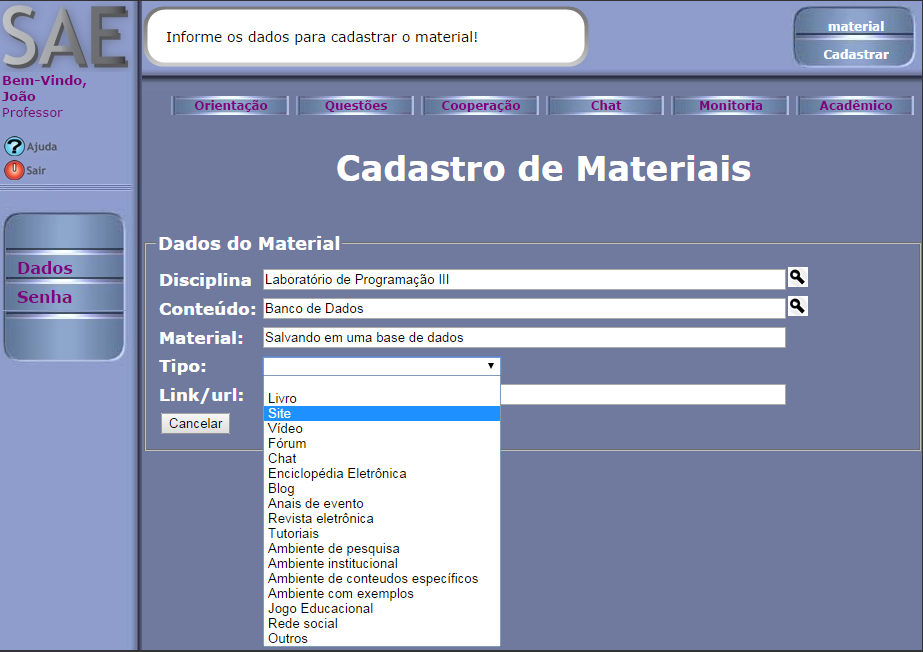 SAE
Bem-Vindo,
João
Professor
Ajuda
Sair
Dados
Senha
Informe os dados para cadastrar o material!
material
Cadastrar
Orientação Questões Cooperação Chat Monitoria Acadêmico
Cadastro de Materiais
Dados do Material
Disciplina Laboratório de Programação III
Conteúdo: Banco de Dados
Material: Salvando em uma base de dados
Tipo:
Link/url:
Cancelar
Livro
Site
Vídeo
Fórum
Chat
Enciclopédia Eletrônica
Blog
Anais de evento
Revista eletrônica
Tutoriais
Ambiente de pesquisa
Ambiente institucional
Ambiente de conteudos específicos
Ambiente com exemplos
Jogo Educacional
Rede social
Outros